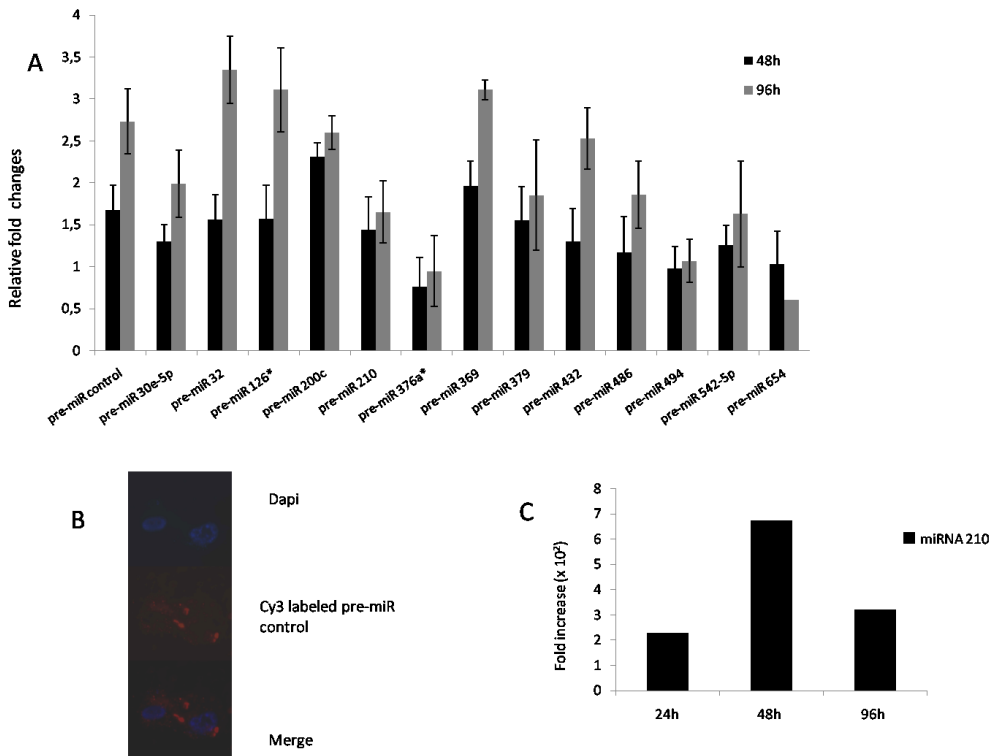 A
Relative fold changes
4
3,5
3
2,5
2
1,5
1
0,5
0
48h
96h
pre-miR control
pre-miR 30e-5p
pre-miR 32
pre-miR 126*
pre-miR 200c
pre-miR 210
pre-miR 376a*
pre-miR 369
pre-miR 379
pre-miR 432
pre-miR 486
pre-miR 494
pre-miR 542-5p
pre-miR 654
B
Dapi
Cy3 labeled pre-miR
control
Merge
C
Fold increase (x 10²)
8
7
6
5
4
3
2
1
0
24h
48h
96h
miRNA 210